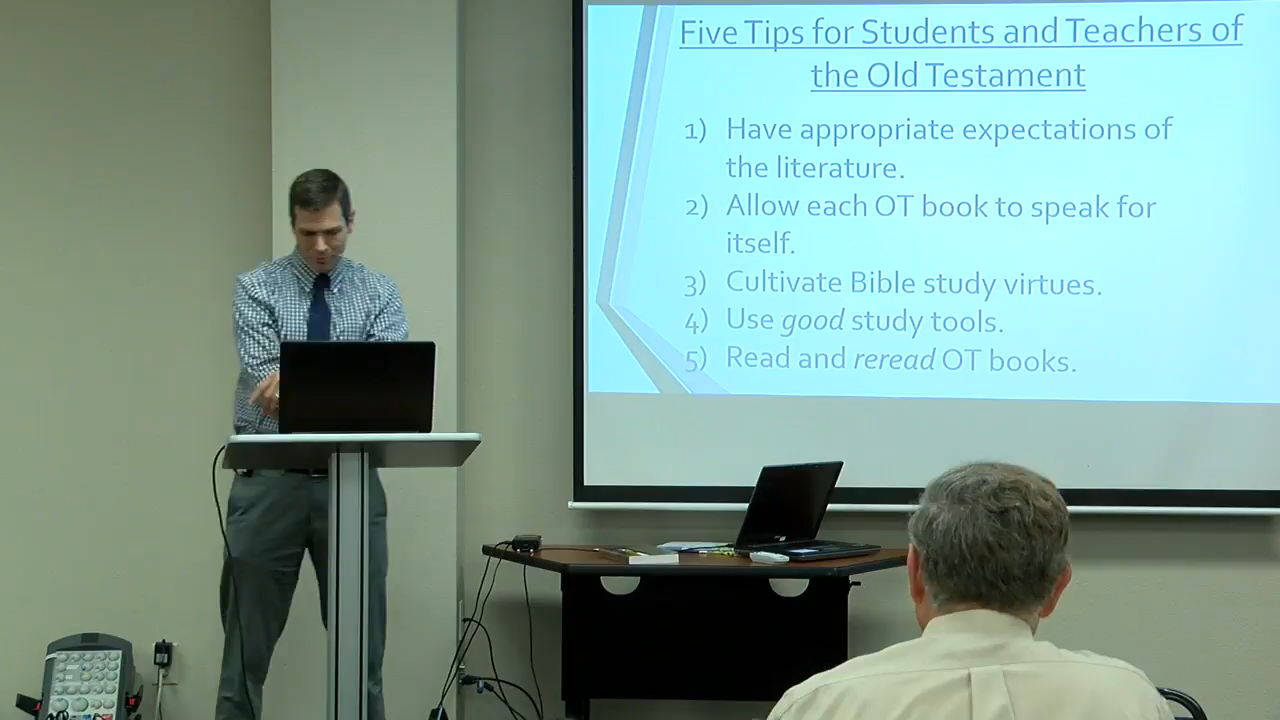 Five Tips for Students and Teachers of
the Old Testament
1) Have appropriate expectations of
the literature.
2) Allow each OT book to speak for
itself.
3) Cultivate Bible study virtues.
4) Use good study tools.
5) Read and reread OT books.